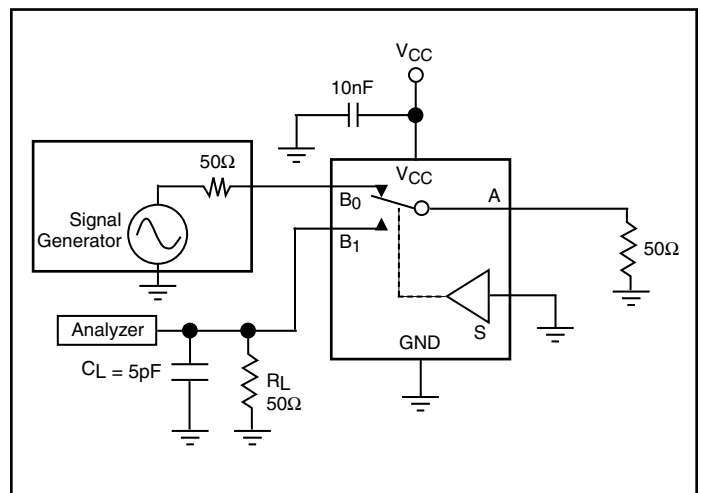 VCC
10nF
50Ω
VCC
B0
A
Signal
Generator
B1
50Ω
Analyzer
S
GND
CL = 5pF
RL
50Ω